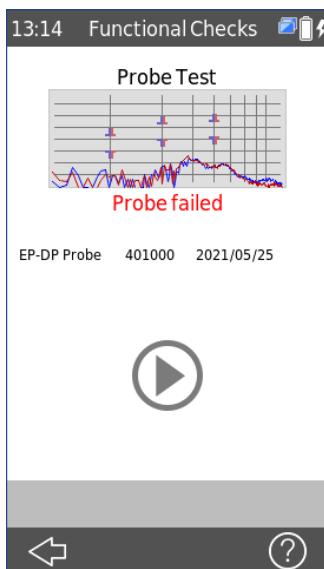 13:14 Functional Checks
Probe Test
Probe failed
EP-DP Probe 401000 2021/05/25
?